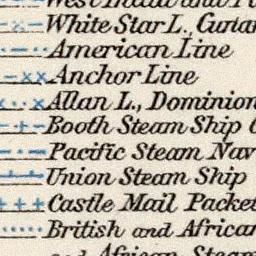 West India and P
White Star L., Cunar
American Line
Anchor Line
Allan L., Dominion
Booth Steam Ship C
Pacific Steam Nav
Union Steam Ship
Castle Mail Packet
British and African
and African Steam